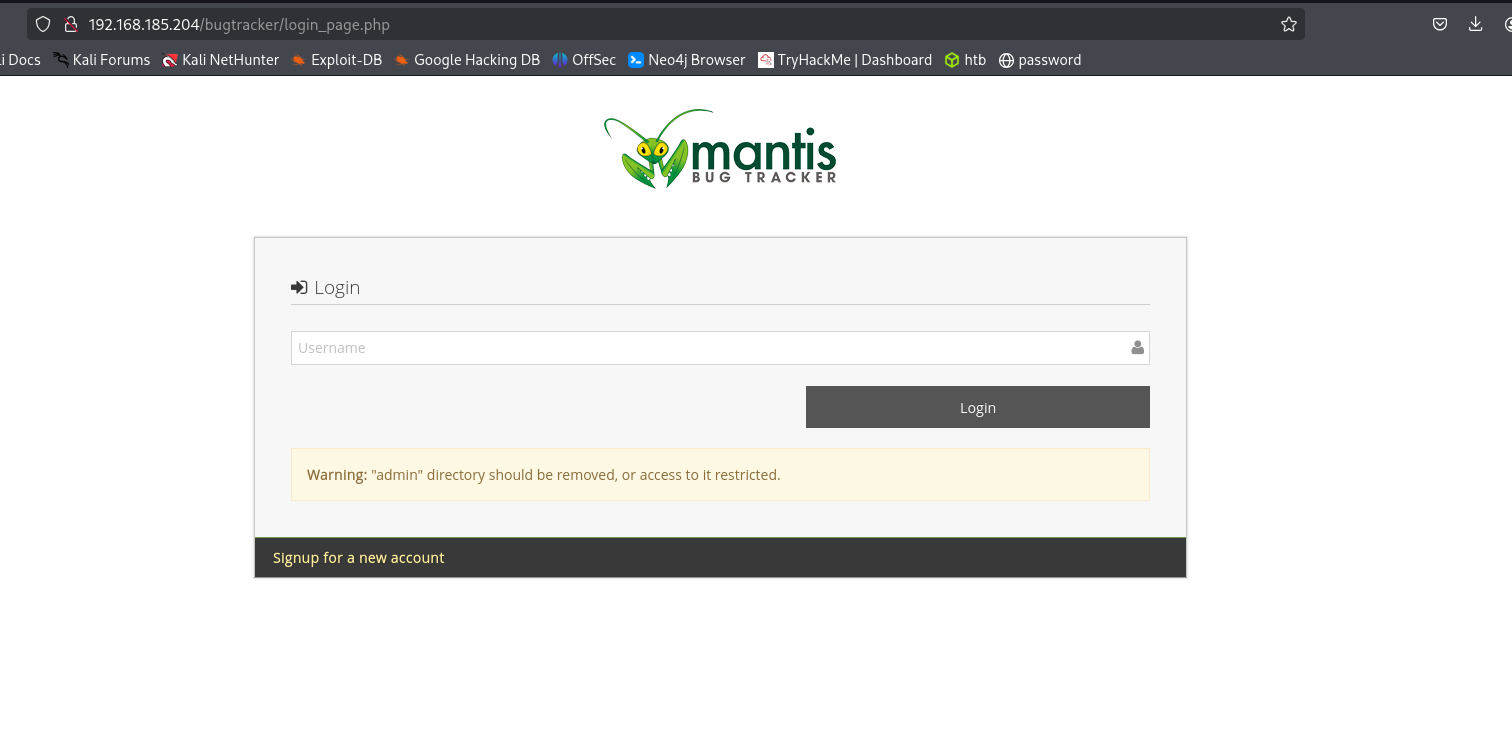 192.168.185.204/bugtracker/login_page.php
i Docs Kali Forums Kali NetHunter Exploit-DB Google Hacking DB OffSec Neo4j Browser TryHackMe | Dashboard htb password
mantis
BUG TRACKER
Login
Username
Login
Warning: "admin" directory should be removed, or access to it restricted.
Signup for a new account